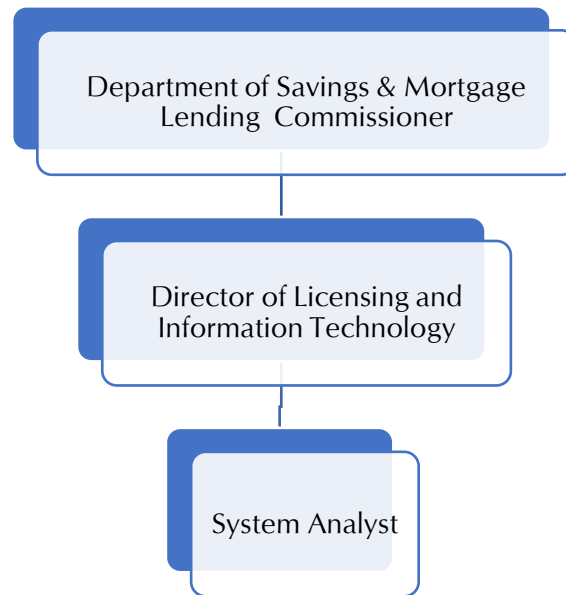 Department of Savings & Mortgage
Lending  Commissioner
Director of Licensing and
Information Technology
System Analyst